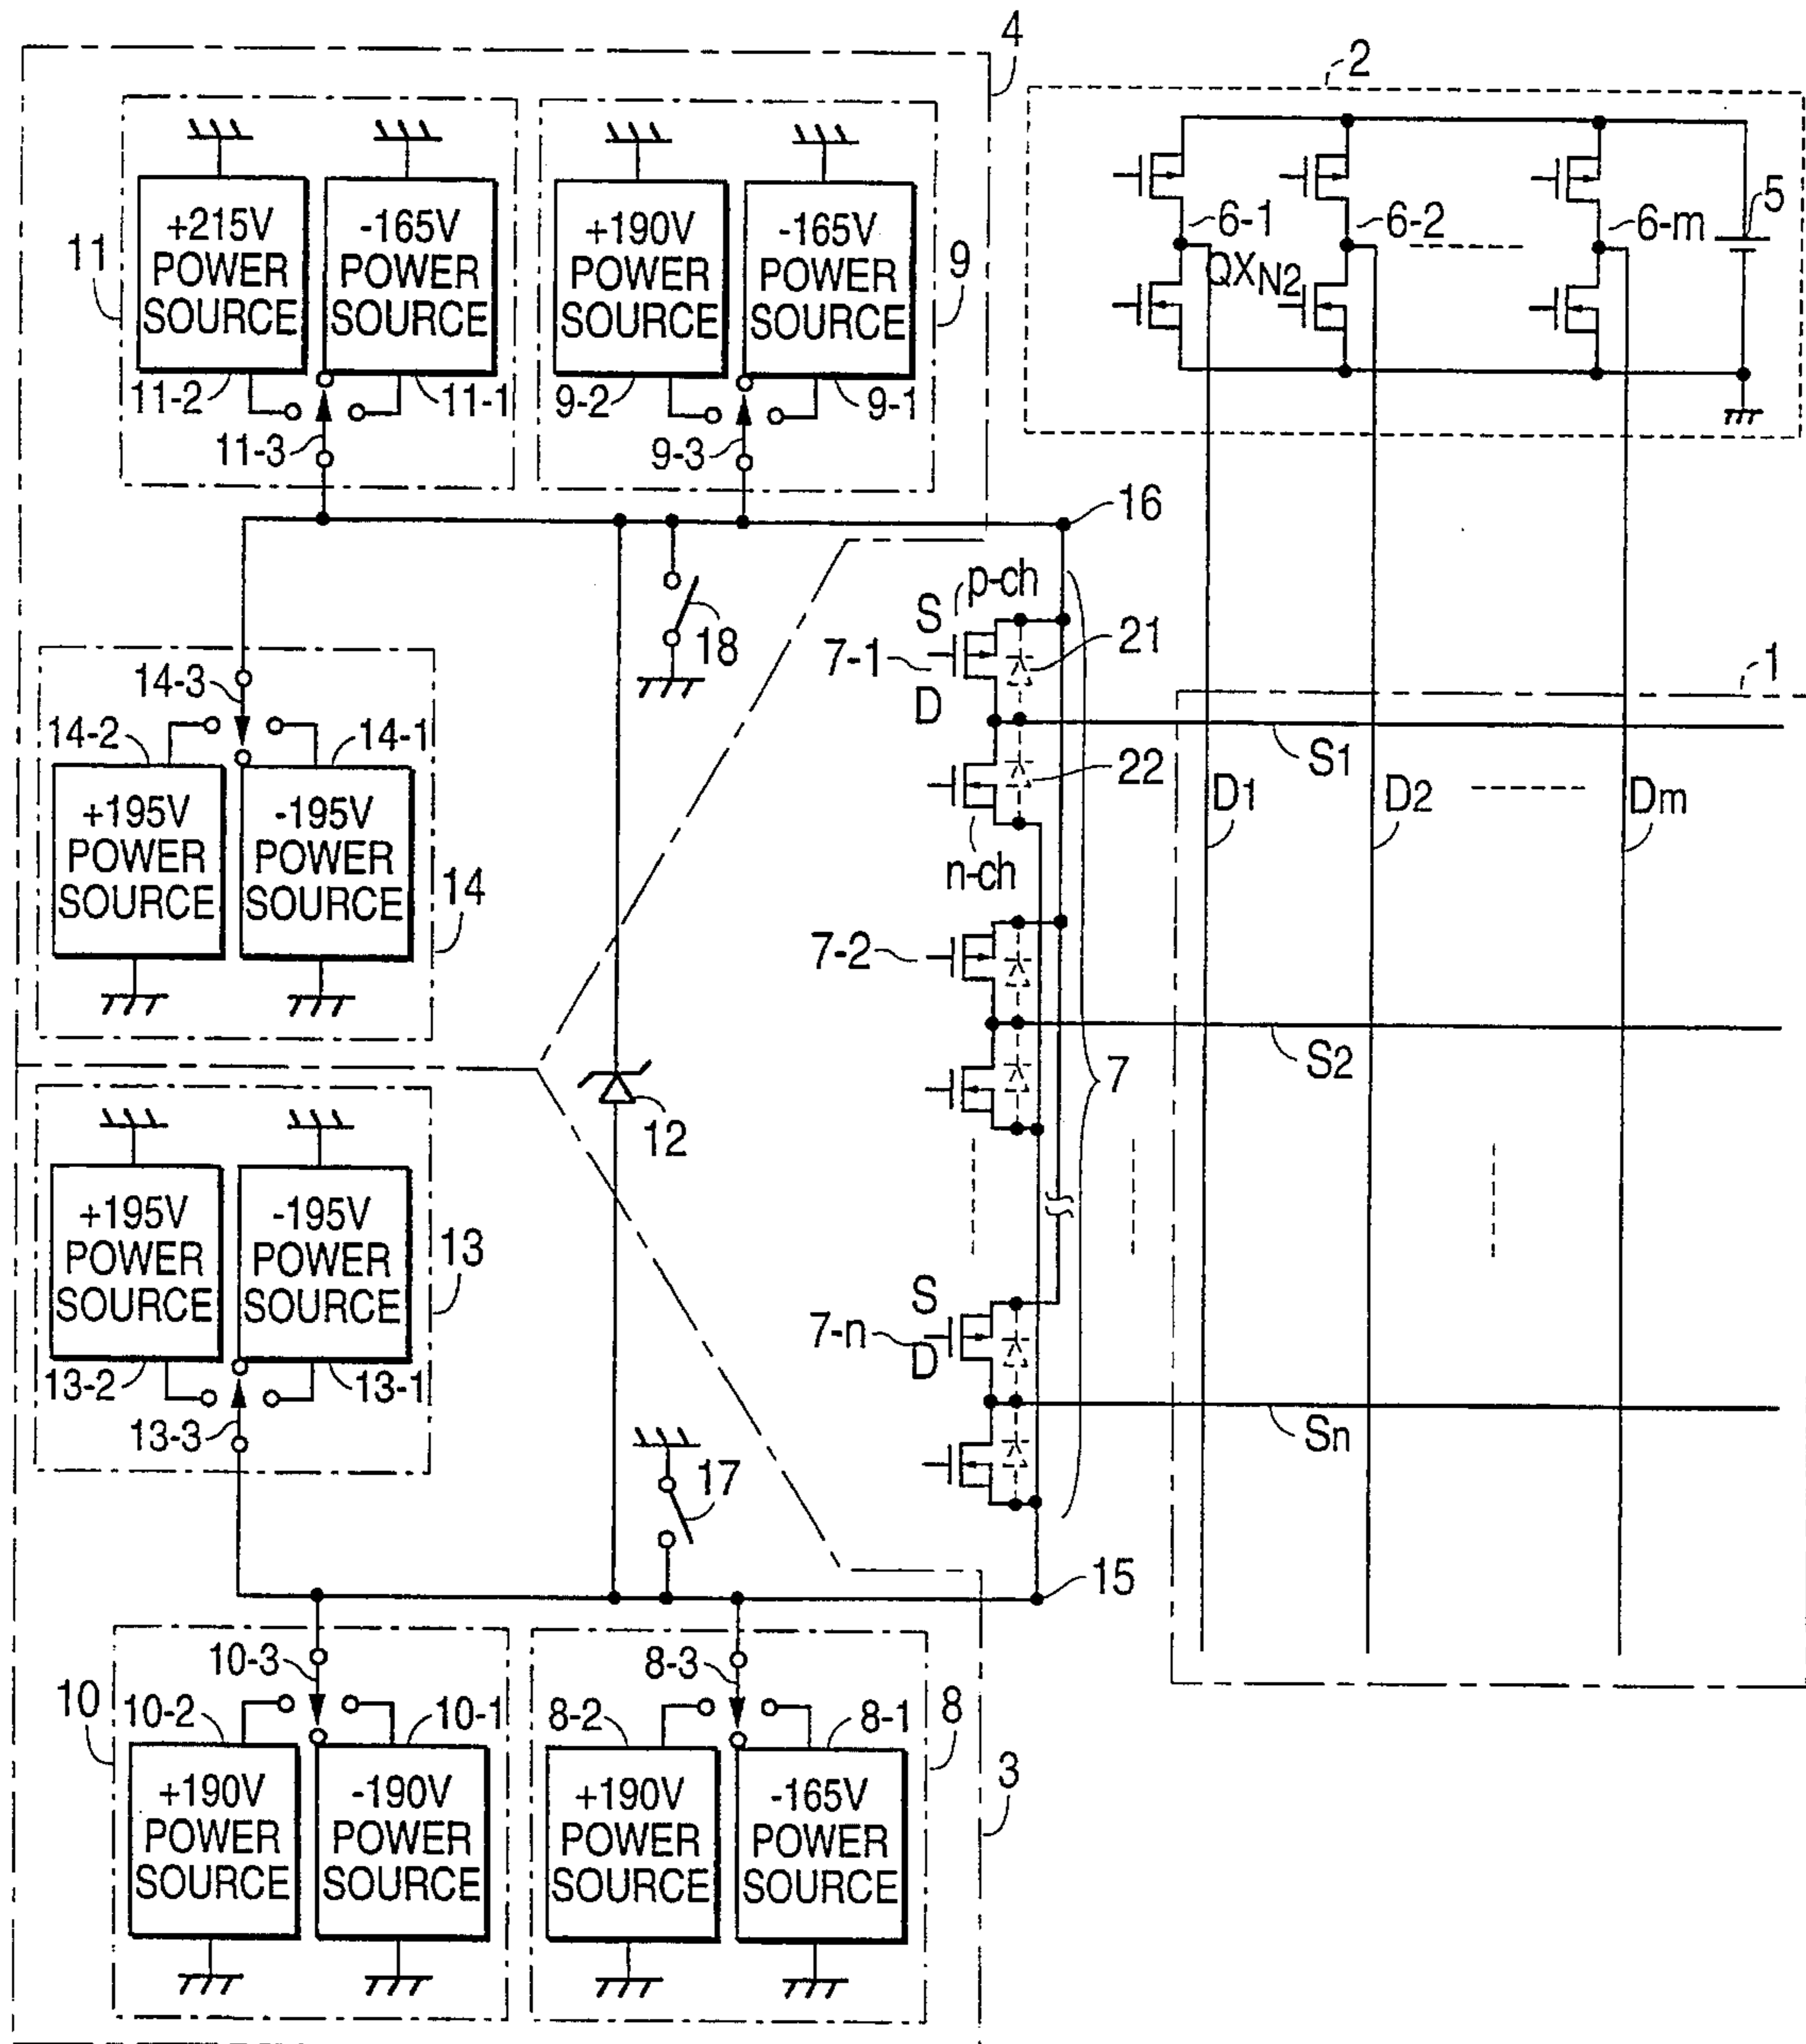 4
2
+215V
POWER
SOURCE
-165V
POWER
SOURCE
11
11-2
11-1
11-3
+190V
POWER
SOURCE
-165V
POWER
SOURCE
9
9-2
9-1
9-3
6-1
6-2
6-m
5
QXN2
16
18
p-ch
S
7-1
D
21
22
n-ch
1
S1
D1
D2
Dm
14-3
14-2
14-1
+195V
POWER
SOURCE
-195V
POWER
SOURCE
14
7-2
S2
7
12
+195V
POWER
SOURCE
-195V
POWER
SOURCE
13
13-2
13-1
13-3
S
7-n
D
Sn
17
15
10-3
10-2
10-1
10
+190V
POWER
SOURCE
-190V
POWER
SOURCE
8-3
8-2
8-1
8
+190V
POWER
SOURCE
-165V
POWER
SOURCE
3